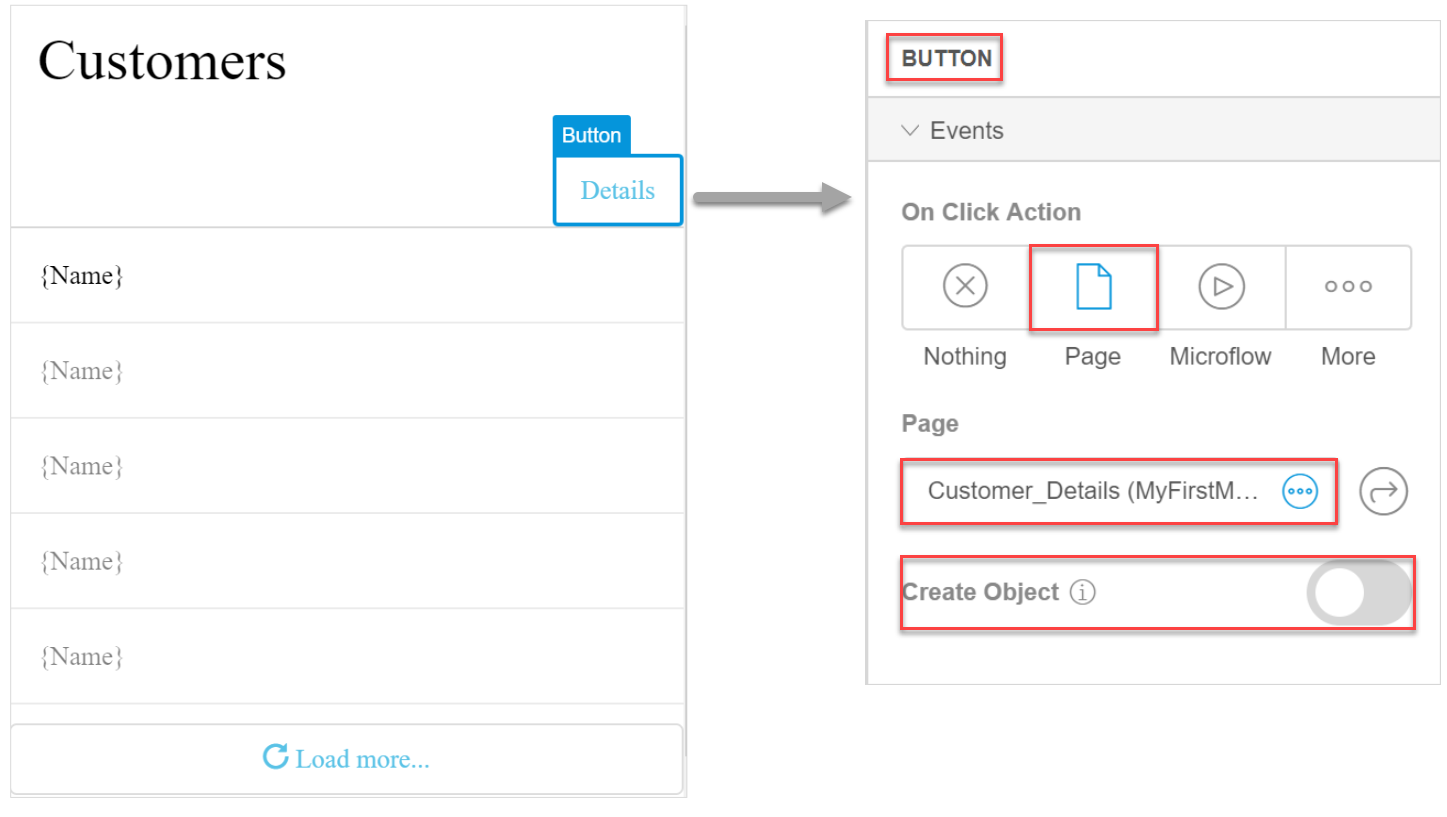 Customers
Button
Details
{Name}
{Name}
{Name}
{Name}
{Name}
Load more...
BUTTON
Events
On Click Action
Nothing Page Microflow More
Page
Customer_Details (MyFirstM...
Create Object